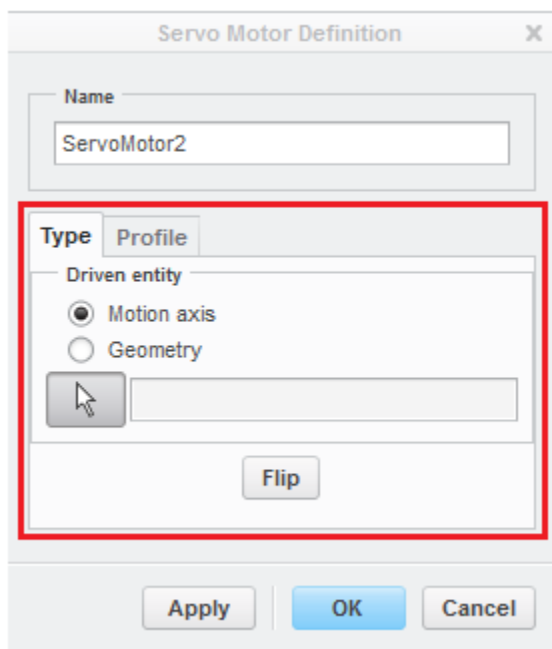 Servo Motor Definition
Name
ServoMotor2
Type Profile
Driven entity
Motion axis
Geometry
Flip
Apply OK Cancel